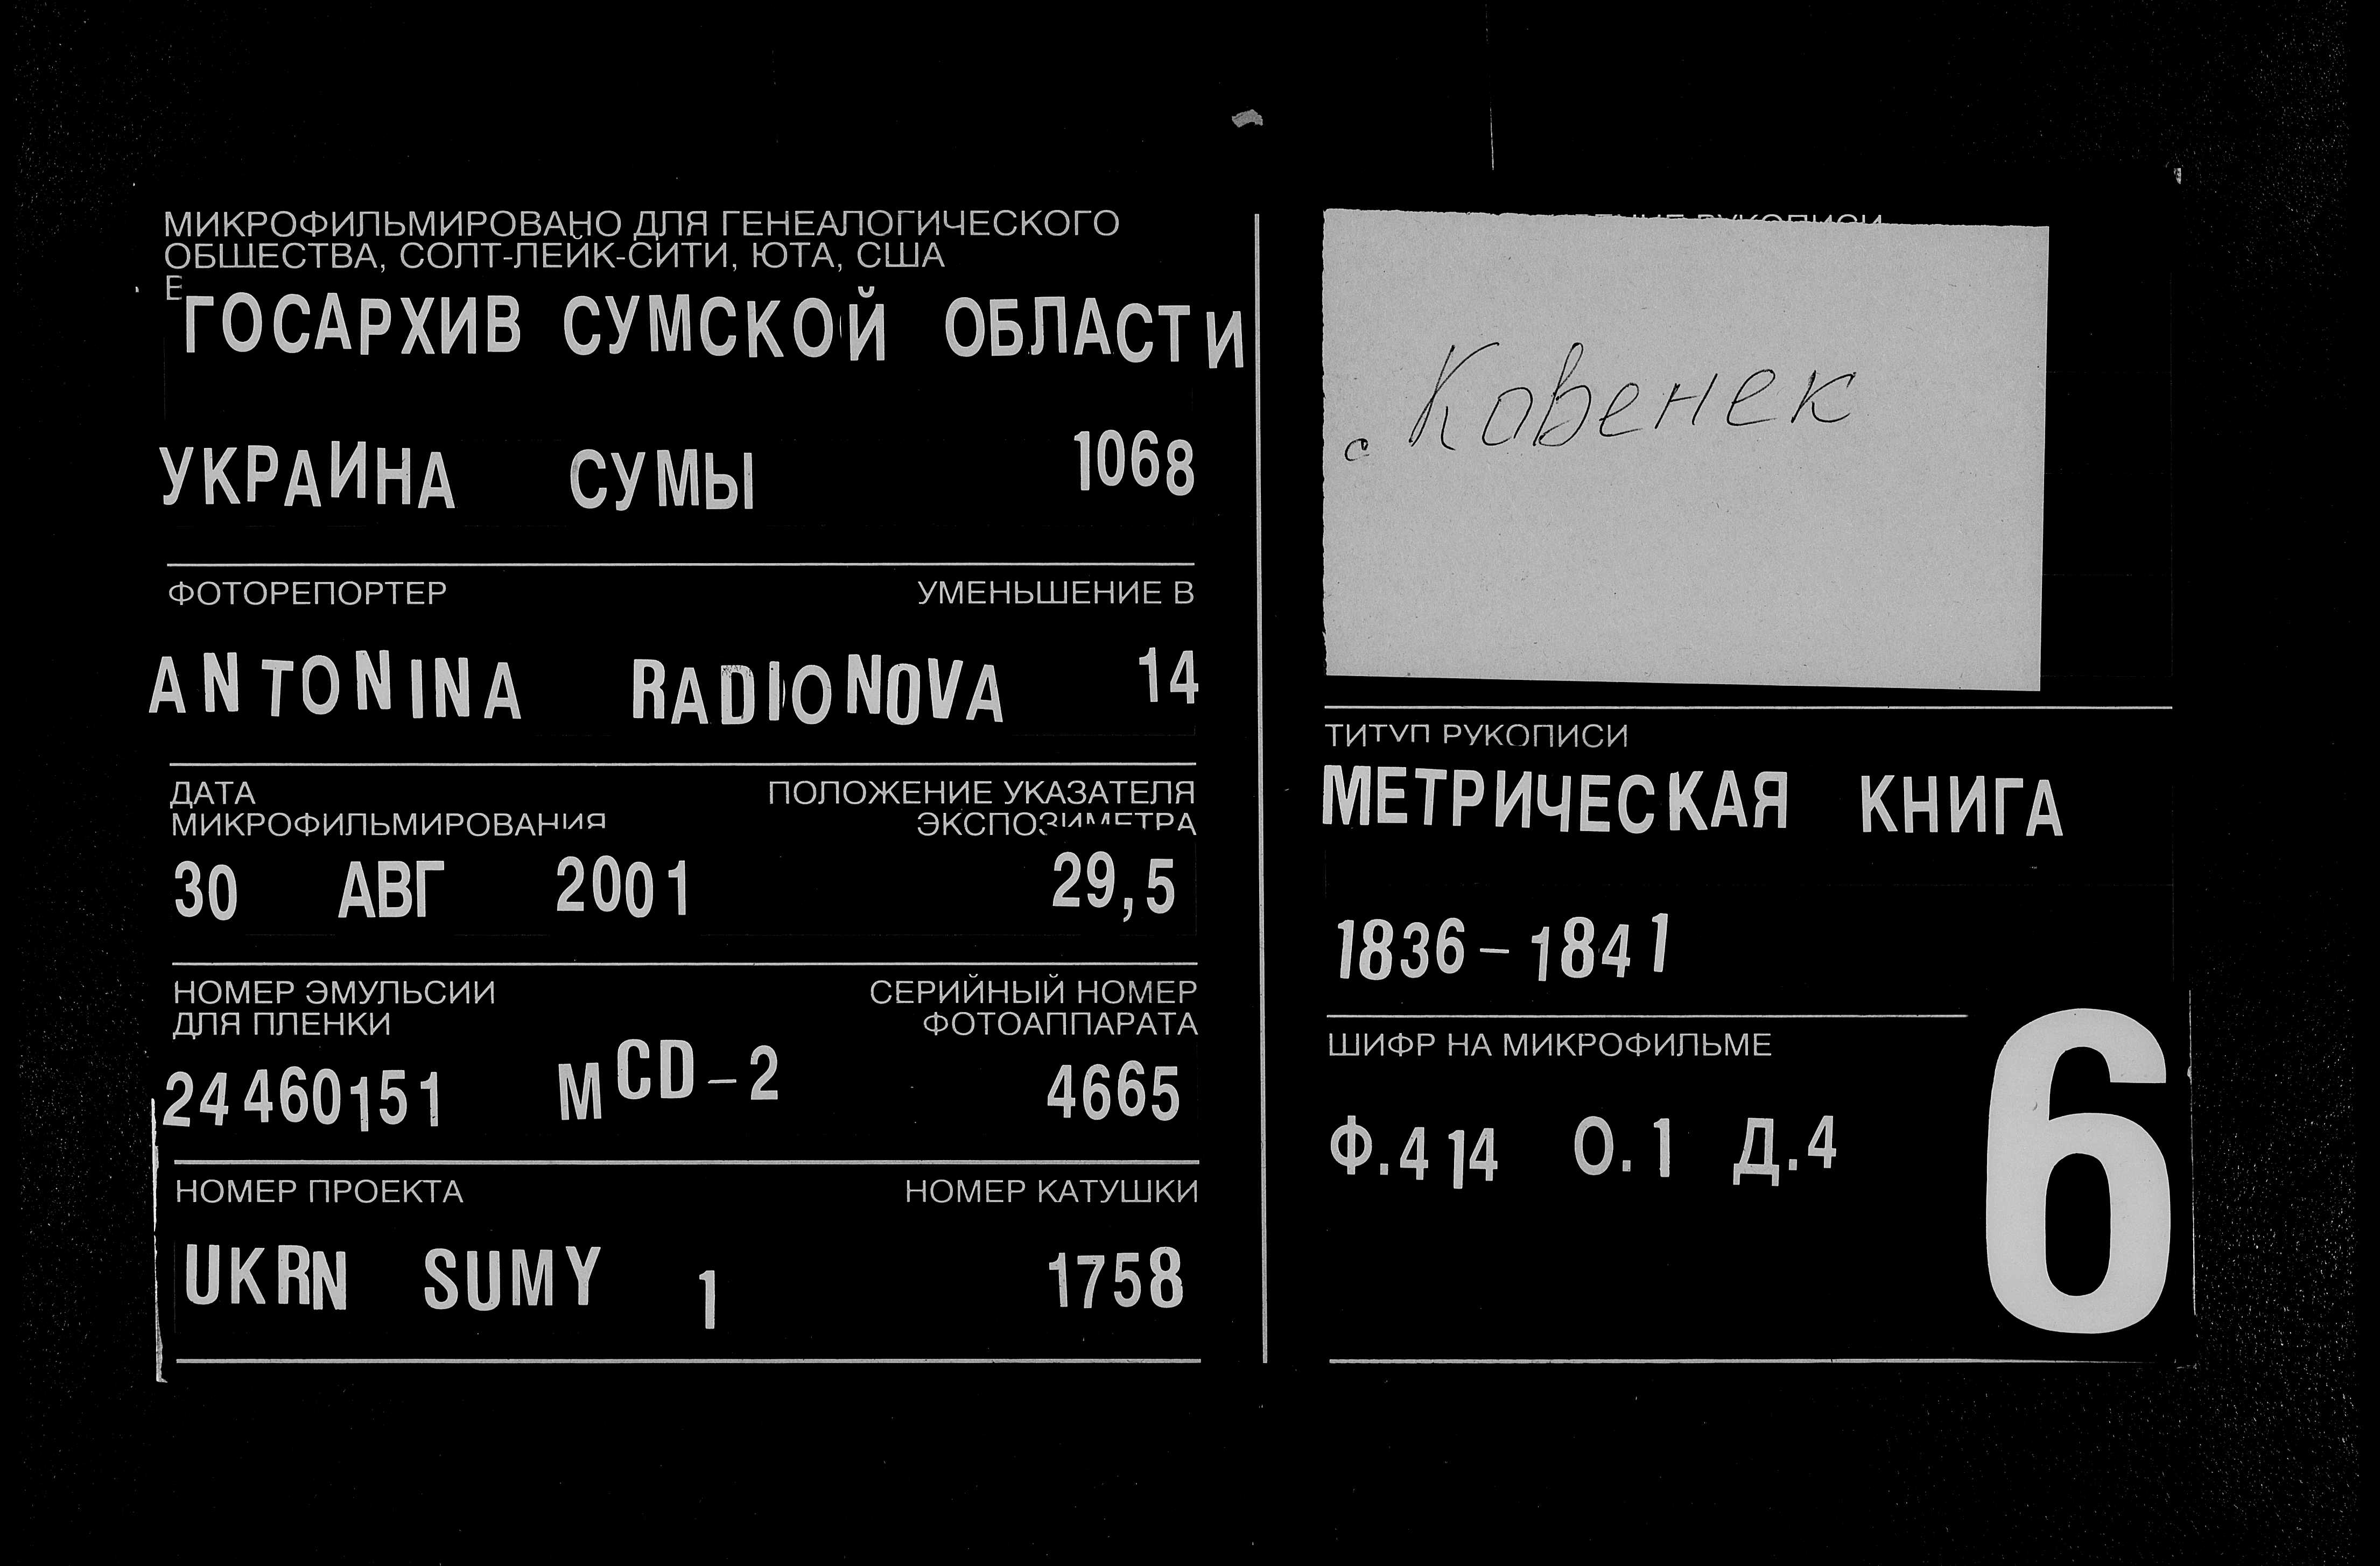 МИКРОФИЛЬМИРОВАНО ДЛЯ ГЕНЕАЛОГИЧЕСКОГО
ОБЩЕСТВА, СОЛТ-ЛЕЙК-СИТИ, ЮТА, США
ГОСАРХИВ СУМСКОЙ ОБЛАСТИ
УКРАИНА СУМЫ 1068
ФОТОРЕПОРТЕР УМЕНЬШЕНИЕ В
ANTONINA RADIONOVA 14
ДАТА ПОЛОЖЕНИЕ УКАЗАТЕЛЯ
МИКРОФИЛЬМИРОВАНИЯ ЭКСПОЗИМЕТРА
30 АВГ 2001 29,5
НОМЕР ЭМУЛЬСИИ СЕРИЙНЫЙ НОМЕР
ДЛЯ ПЛЕНКИ ФОТОАППАРАТА
24460151 MCD-2 4665
НОМЕР ПРОЕКТА НОМЕР КАТУШКИ
UKRN SUMY 1 1758
РУКОПИСИ
с. Ковенек
ТИТУЛ РУКОПИСИ
МЕТРИЧЕСКАЯ КНИГА
1836-1841
ШИФР НА МИКРОФИЛЬМЕ
Ф.414 О.1 Д.4
6